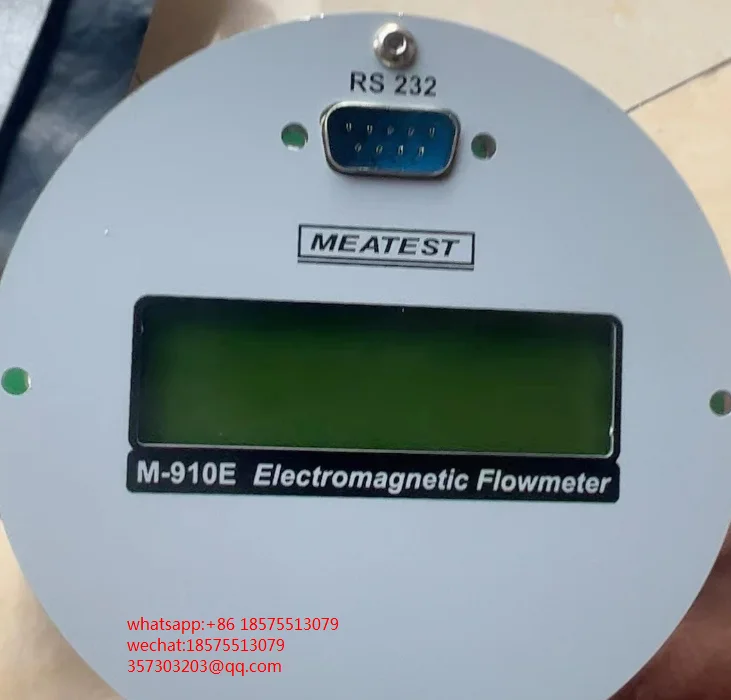 RS 232
MEATEST
M-910E Electromagnetic Flowmeter
whatsapp:+86 18575513079
wechat:18575513079
357303203@qq.com